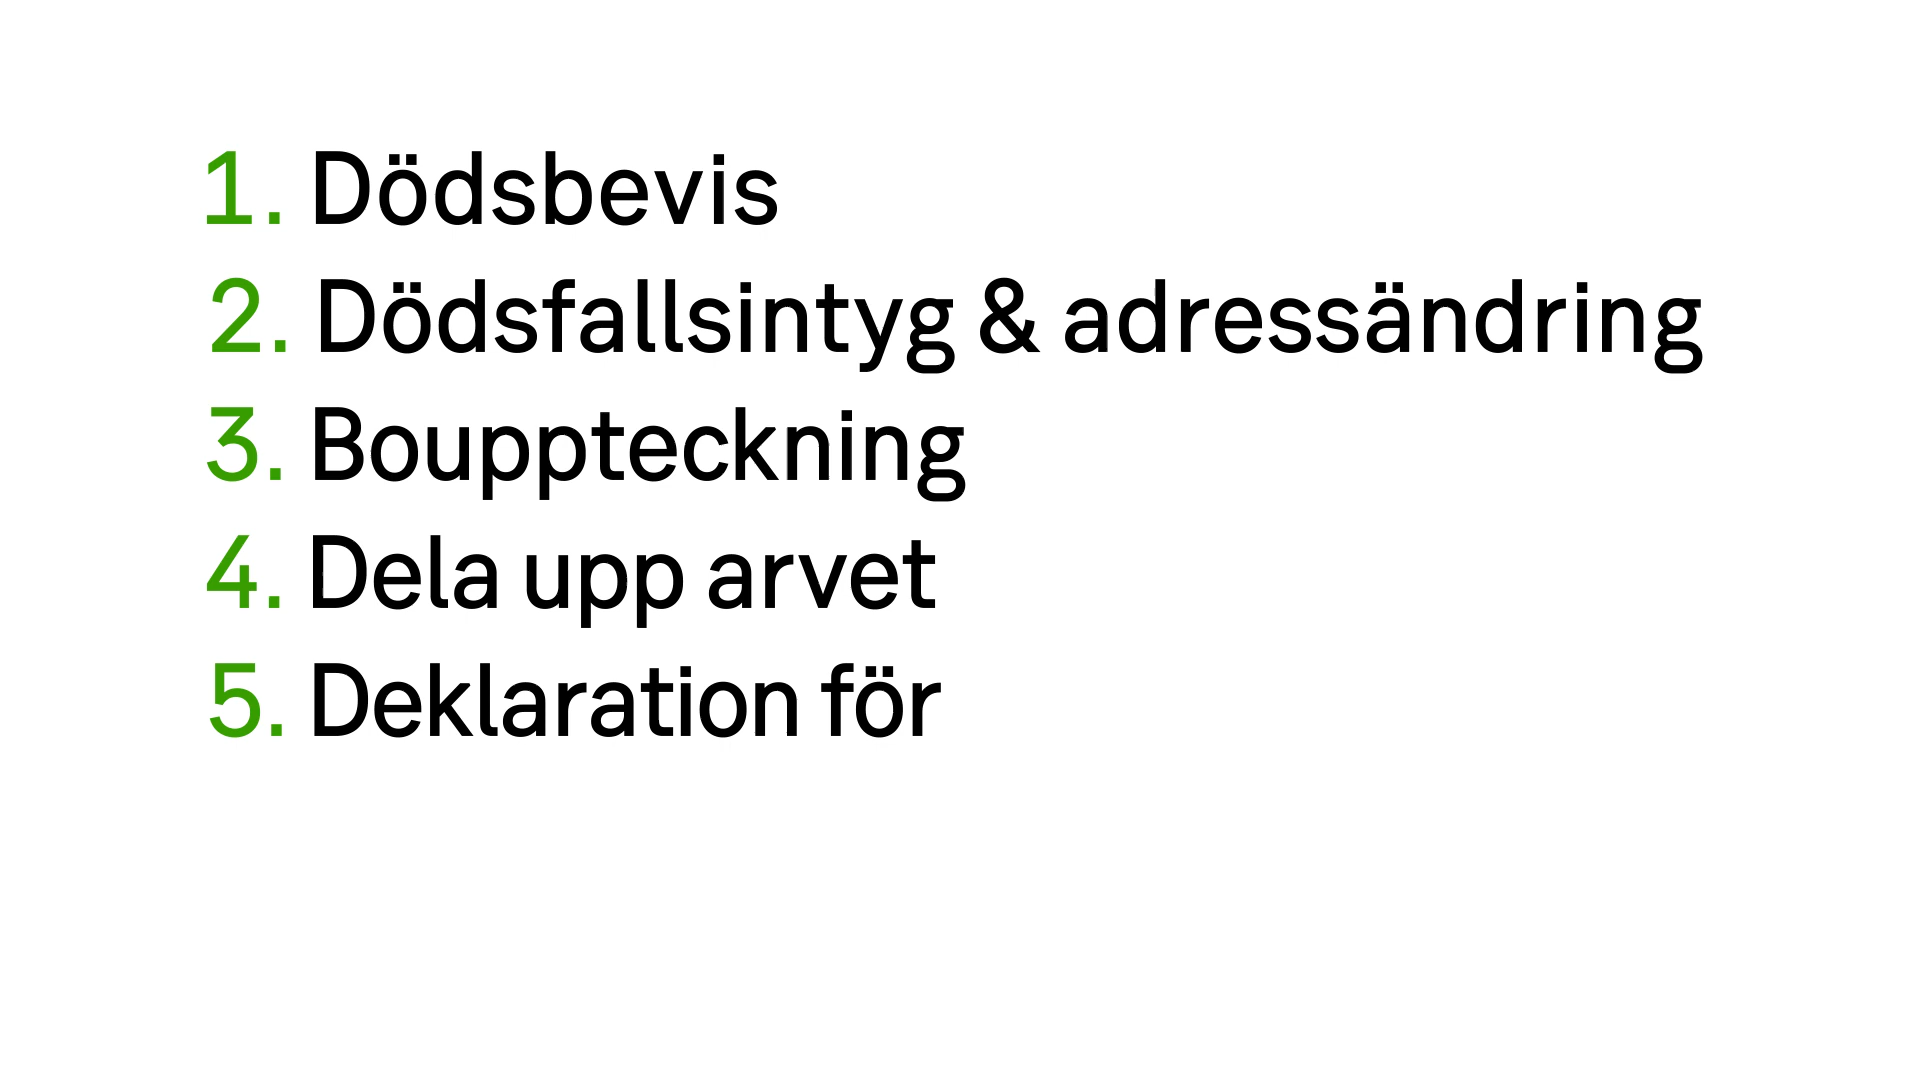 1. Dödsbevis
2. Dödsfallsintyg & adressändring
3. Bouppteckning
4. Dela upp arvet
5. Deklaration för